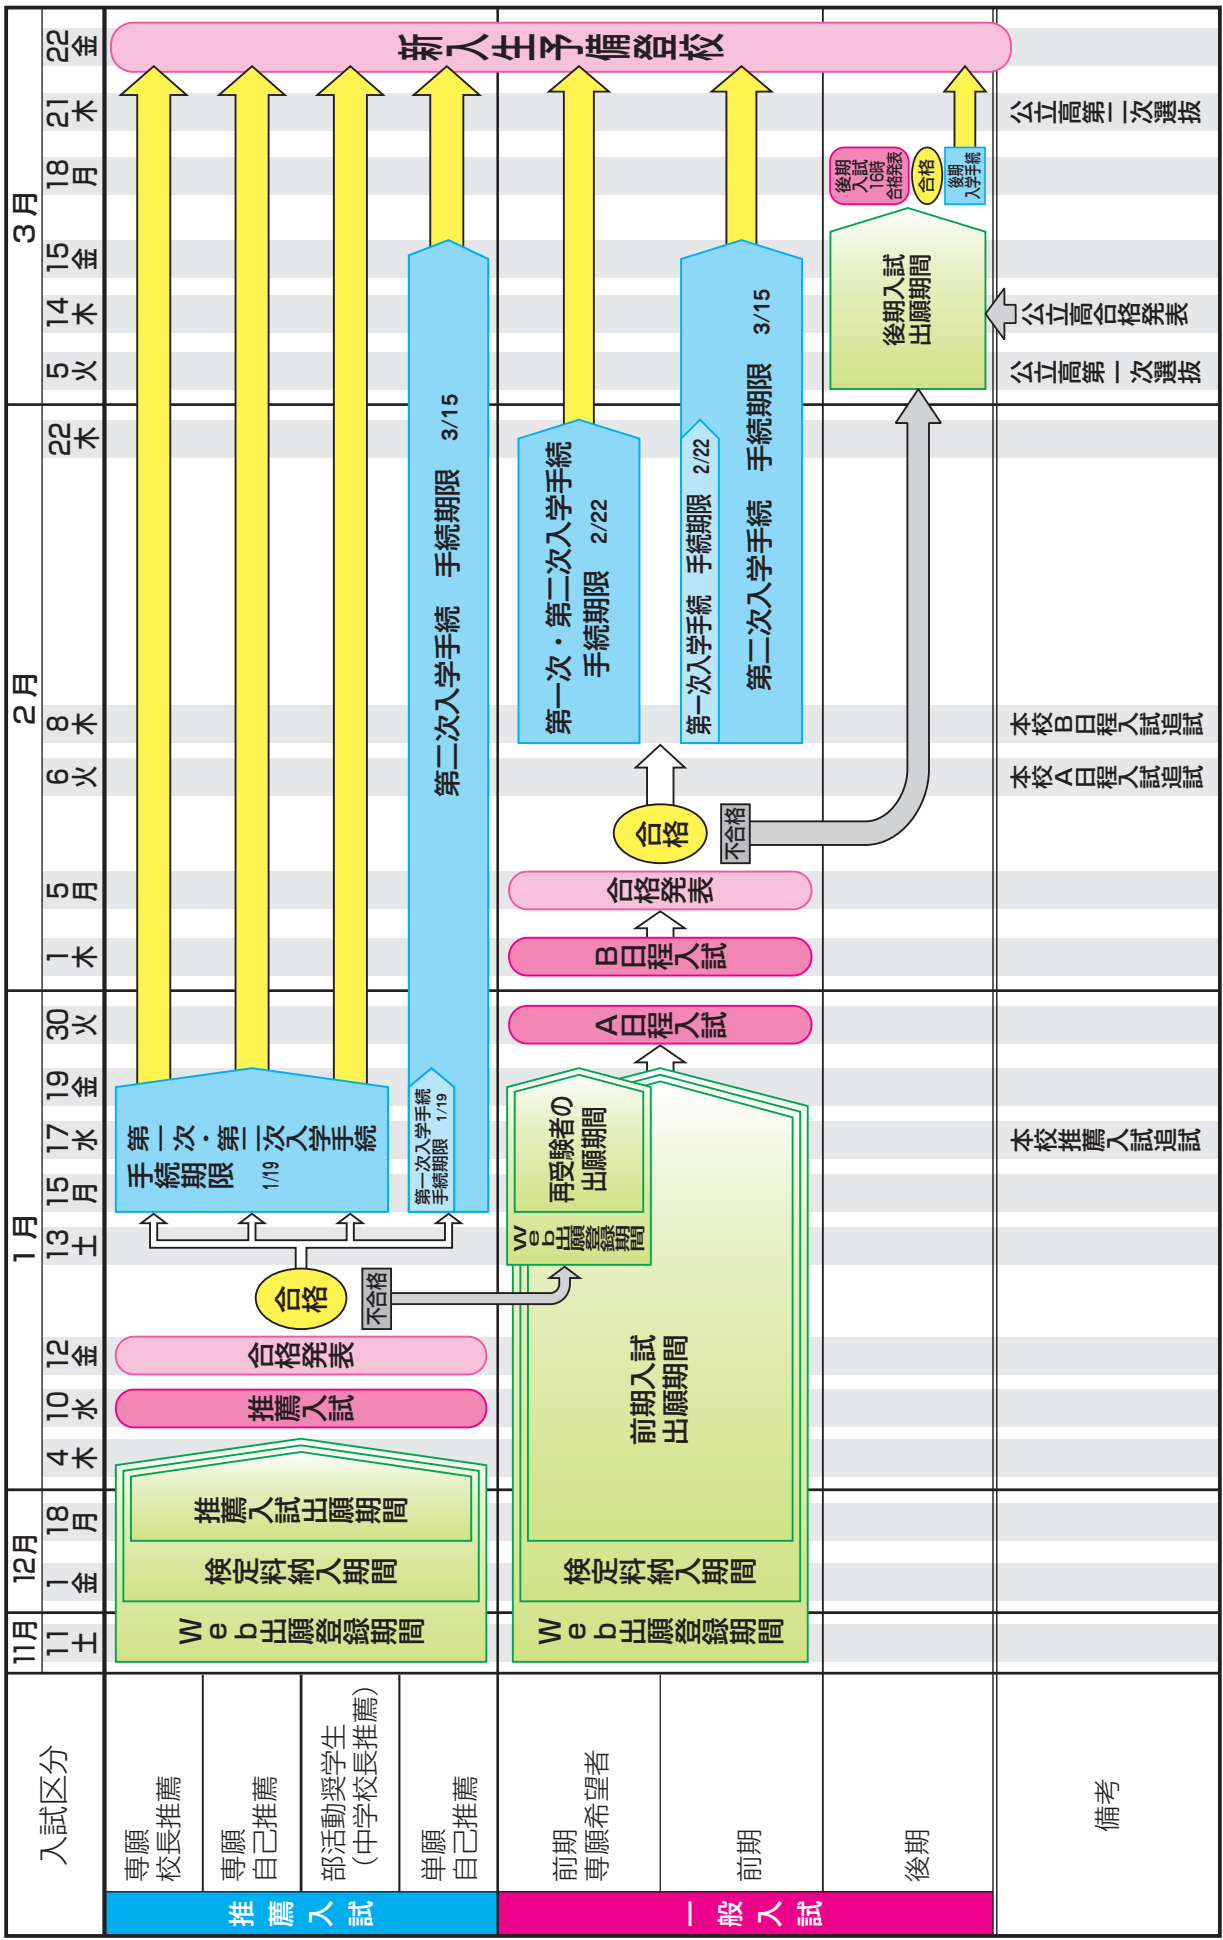 入試区分
11月
12月
1月
2月
3月
11
土
1
金
18
月
4
木
10
水
12
金
13
土
15
月
17
水
19
金
30
火
1
木
5
月
6
火
8
木
22
木
5
火
14
木
15
金
18
月
21
木
22
金
推薦入試
専願
校長推薦
専願
自己推薦
部活動奨学生
（中学校長推薦）
単願
自己推薦
Web出願登録期間
検定料納入期間
推薦入試出願期間
推薦入試
合格発表
合格
不合格
第一次・第二次入学手続
手続期限 1/19
第一次入学手続
手続期限 1/19
第二次入学手続 手続期限 3/15
新入生予備登校
一般入試
前期
専願希望者
前期
後期
Web出願登録期間
検定料納入期間
前期入試
出願期間
Web出願登録期間
再受験者の
出願期間
A日程入試
B日程入試
合格発表
合格
不合格
第一次・第二次入学手続
手続期限 2/22
第一次入学手続 手続期限 2/22
第二次入学手続 手続期限 3/15
後期入試
出願期間
後期
入試
16時
合格発表
合格
後期
入学手続
備考
本校推薦入試追試
本校A日程入試追試
本校B日程入試追試
公立高第一次選抜
公立高合格発表
公立高第二次選抜